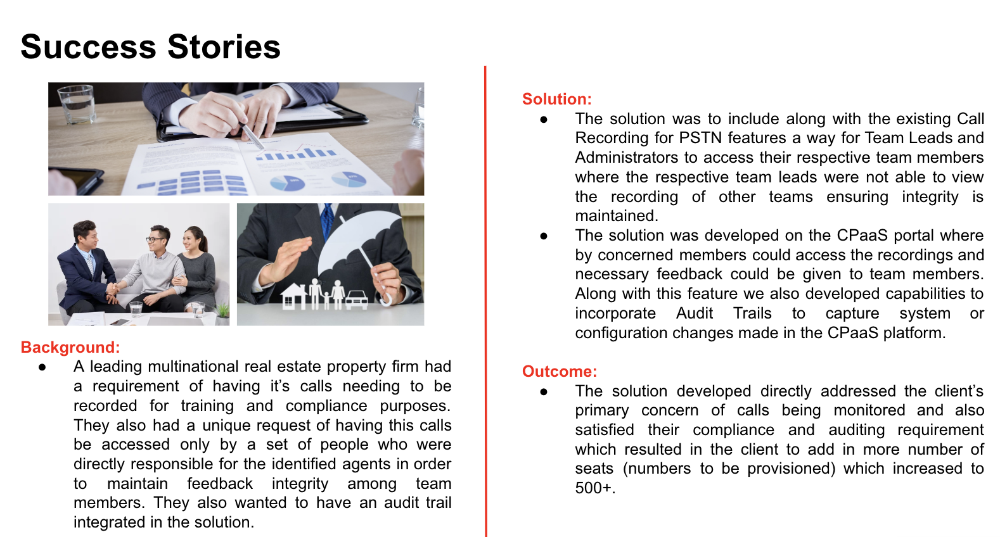 Success Stories
Background:
● A leading multinational real estate property firm had
a requirement of having it’s calls needing to be
recorded for training and compliance purposes.
They also had a unique request of having this calls
be accessed only by a set of people who were
directly responsible for the identified agents in order
to maintain feedback integrity among team
members. They also wanted to have an audit trail
integrated in the solution.
Solution:
● The solution was to include along with the existing Call
Recording for PSTN features a way for Team Leads and
Administrators to access their respective team members
where the respective team leads were not able to view
the recording of other teams ensuring integrity is
maintained.
● The solution was developed on the CPaaS portal where
by concerned members could access the recordings and
necessary feedback could be given to team members.
Along with this feature we also developed capabilities to
incorporate Audit Trails to capture system or
configuration changes made in the CPaaS platform.
Outcome:
● The solution developed directly addressed the client’s
primary concern of calls being monitored and also
satisfied their compliance and auditing requirement
which resulted in the client to add in more number of
seats (numbers to be provisioned) which increased to
500+.